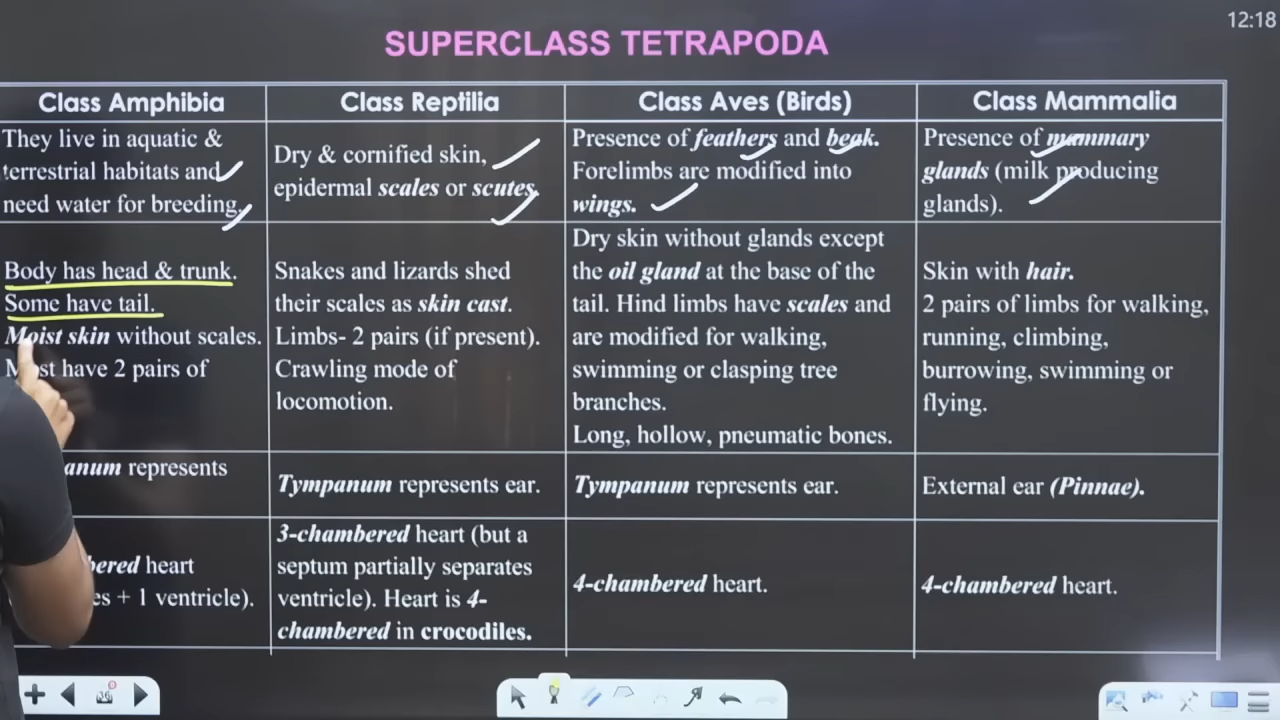 12:18
SUPERCLASS TETRAPODA
Class Amphibia
Class Reptilia
Class Aves (Birds)
Class Mammalia
They live in aquatic &
terrestrial habitats and
need water for breeding.
Dry & cornified skin,
epidermal scales or scutes.
Presence of feathers and beak.
Forelimbs are modified into
wings.
Presence of mammary
glands (milk producing
glands).
Body has head & trunk.
Some have tail.
Moist skin without scales.
Most have 2 pairs of
Snakes and lizards shed
their scales as skin cast.
Limbs- 2 pairs (if present).
Crawling mode of
locomotion.
Dry skin without glands except
the oil gland at the base of the
tail. Hind limbs have scales and
are modified for walking,
swimming or clasping tree
branches.
Long, hollow, pneumatic bones.
Skin with hair.
2 pairs of limbs for walking,
running, climbing,
burrowing, swimming or
flying.
anum represents
Tympanum represents ear.
Tympanum represents ear.
External ear (Pinnae).
bered heart
es + 1 ventricle).
3-chambered heart (but a
septum partially separates
ventricle). Heart is 4-
chambered in crocodiles.
4-chambered heart.
4-chambered heart.